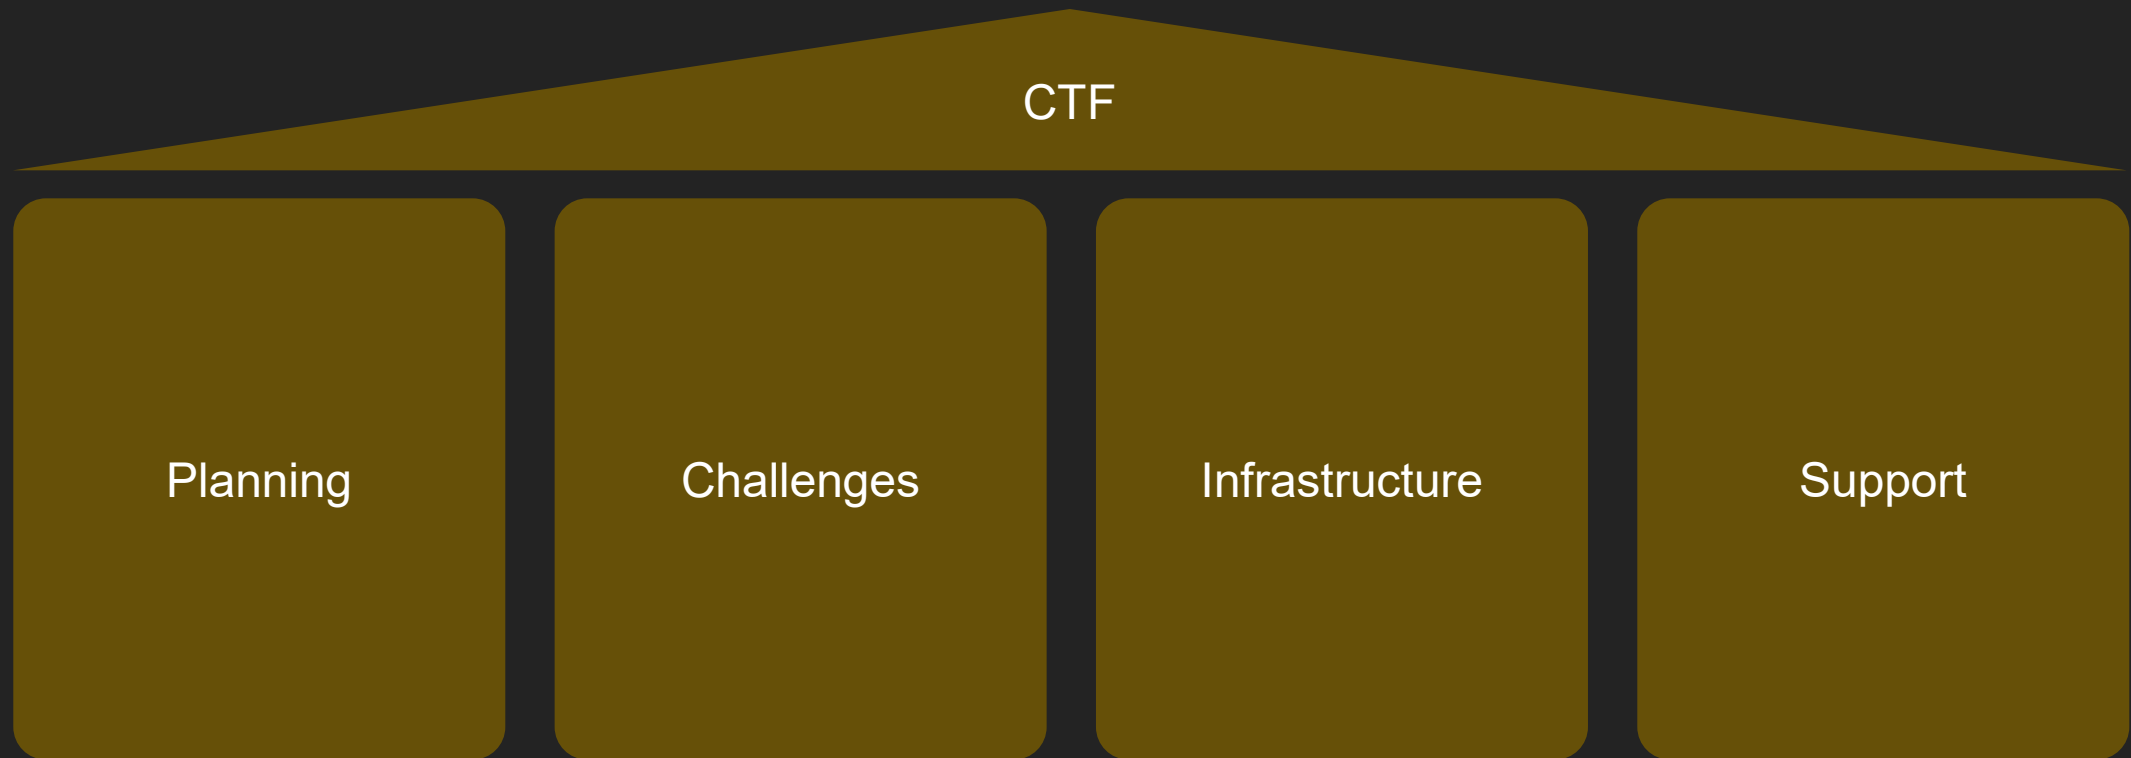 CTF
Planning
Challenges
Infrastructure
Support